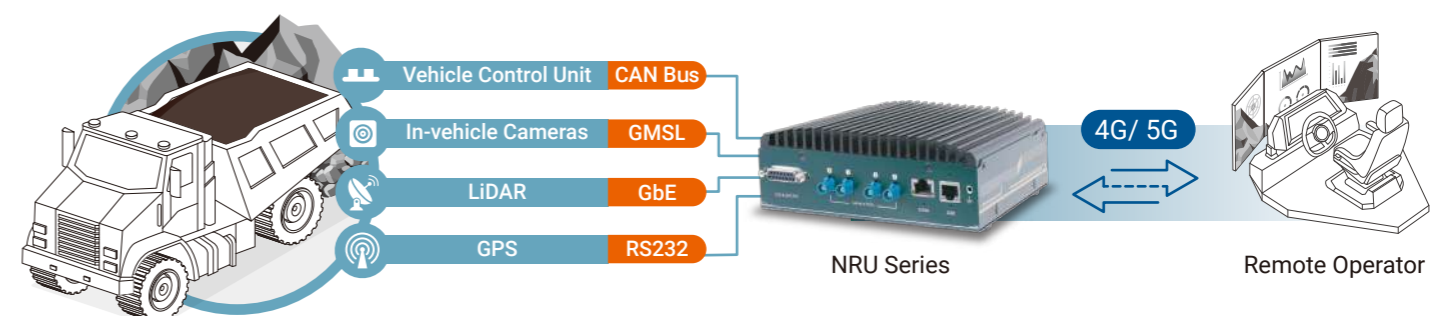 Vehicle Control Unit CAN Bus
In-vehicle Cameras GMSL
LiDAR GbE
GPS RS232
4G/ 5G
NRU Series
Remote Operator